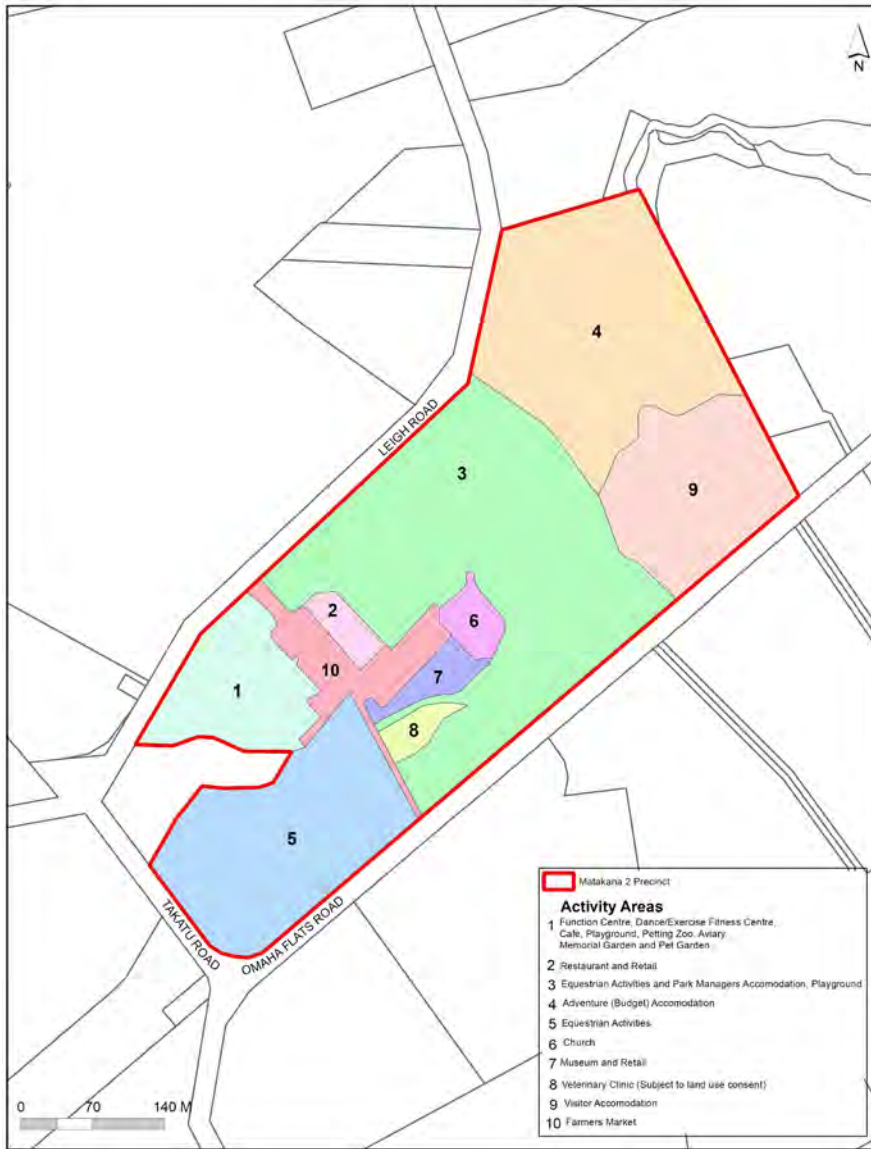 N
4
LEIGH ROAD
3
9
2
6
10
7
1
8
5
TAKATU ROAD
OMAHA FLATS ROAD
Matakana 2 Precinct
Activity Areas
1 Function Centre, Dance/Exercise Fitness Centre,
Cafe, Playground, Petting Zoo, Aviary
Memorial Garden and Pet Garden
2 Restaurant and Retail
3 Equestrian Activities and Park Managers Accomodation, Playground
4 Adventure (Budget) Accomodation
5 Equestrian Activities
6 Church
7 Museum and Retail
8 Veterinary Clinic (Subject to land use consent)
9 Visitor Accomodation
10 Farmers Market
0 70 140 M